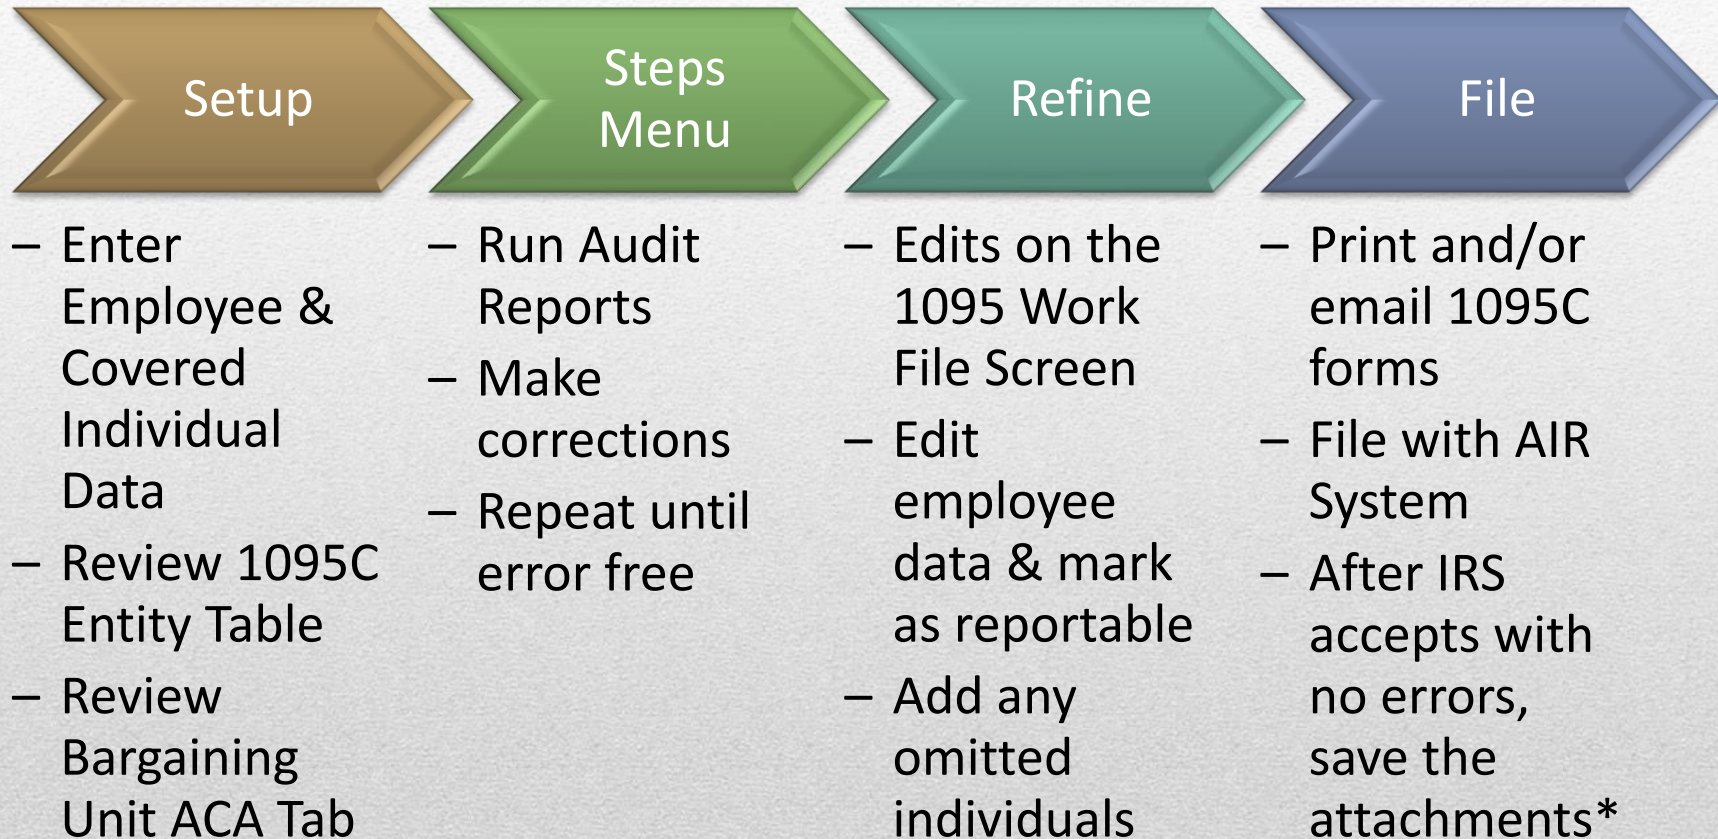 Setup
Steps
Menu
Refine
File
– Enter
Employee &
Covered
Individual
Data
– Review 1095C
Entity Table
– Review
Bargaining
Unit ACA Tab
– Run Audit
Reports
– Make
corrections
– Repeat until
error free
– Edits on the
1095 Work
File Screen
– Edit
employee
data & mark
as reportable
– Add any
omitted
individuals
– Print and/or
email 1095C
forms
– File with AIR
System
– After IRS
accepts with
no errors,
save the
attachments*